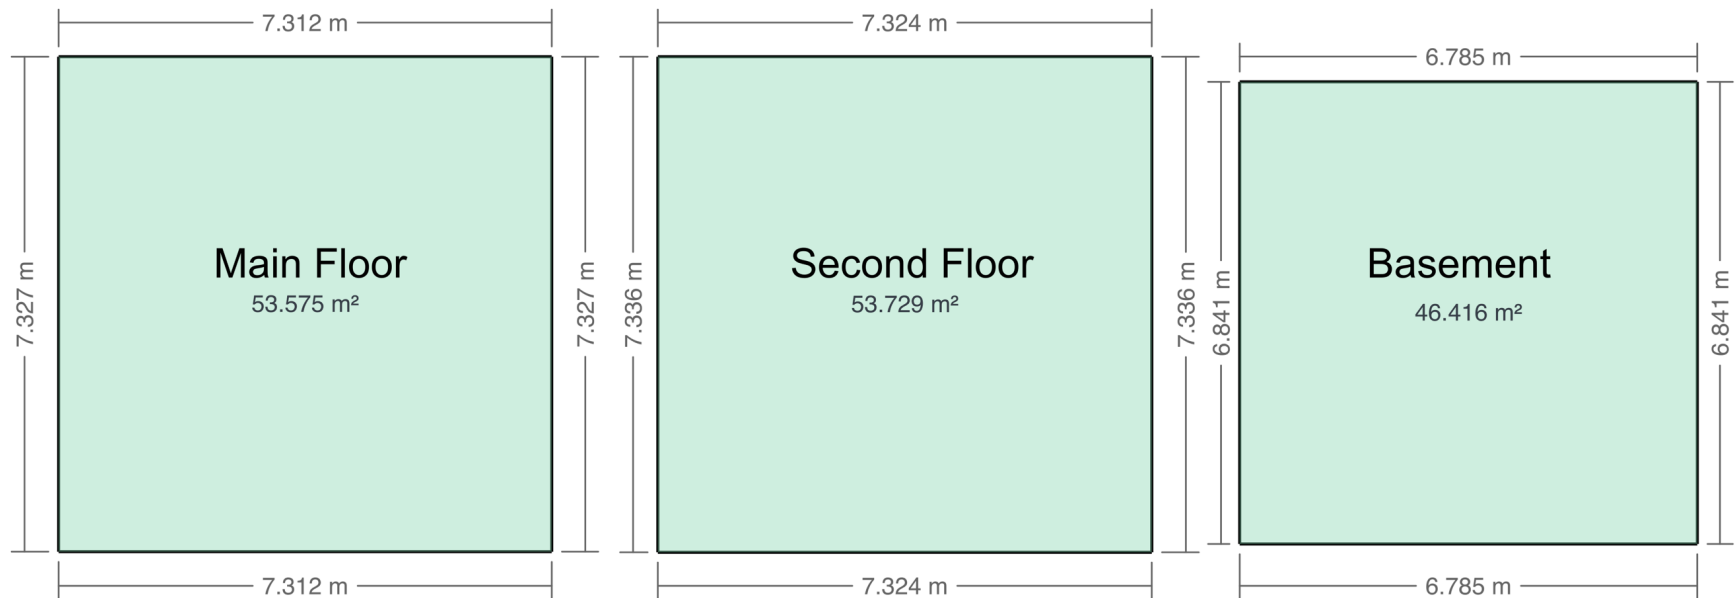 7.312 m
7.324 m
6.785 m
7.327 m
Main Floor
53.575 m²
7.327 m
7.336 m
Second Floor
53.729 m²
7.336 m
6.841 m
Basement
46.416 m²
6.841 m
7.312 m
7.324 m
6.785 m